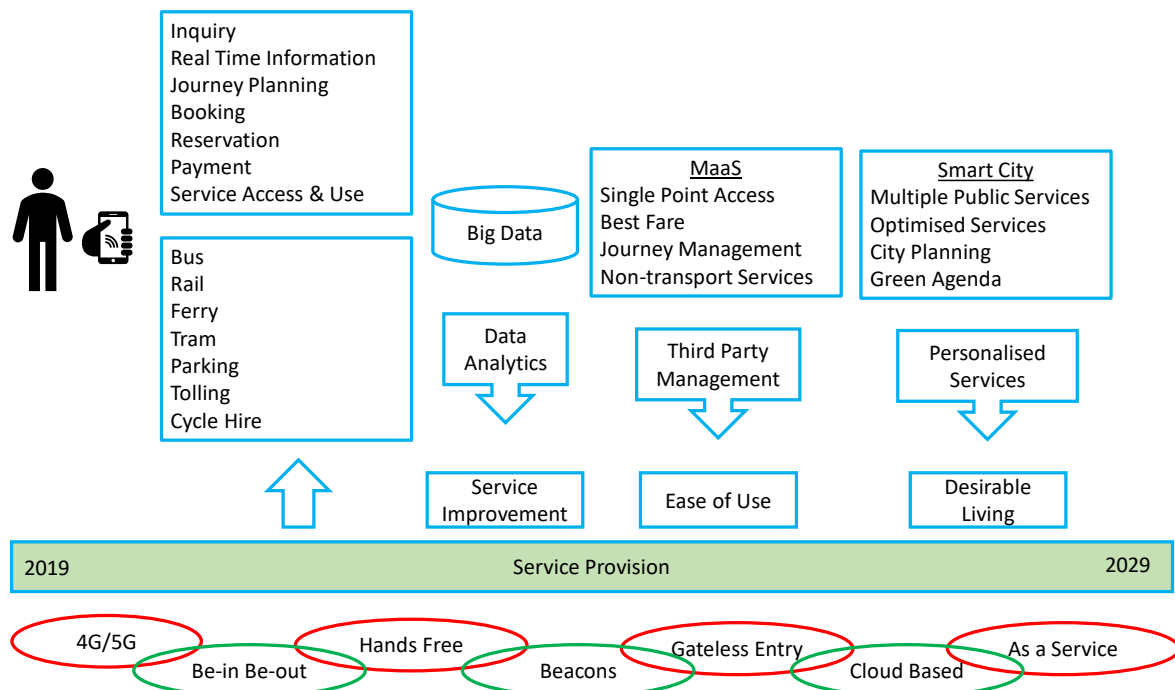 Inquiry
Real Time Information
Journey Planning
Booking
Reservation
Payment
Service Access & Use
Bus
Rail
Ferry
Tram
Parking
Tolling
Cycle Hire
Big Data
Data
Analytics
Service
Improvement
MaaS
Single Point Access
Best Fare
Journey Management
Non-transport Services
Third Party
Management
Ease of Use
Smart City
Multiple Public Services
Optimised Services
City Planning
Green Agenda
Personalised
Services
Desirable
Living
2019
Service Provision
2029
4G/5G
Be-in Be-out
Hands Free
Beacons
Gateless Entry
Cloud Based
As a Service